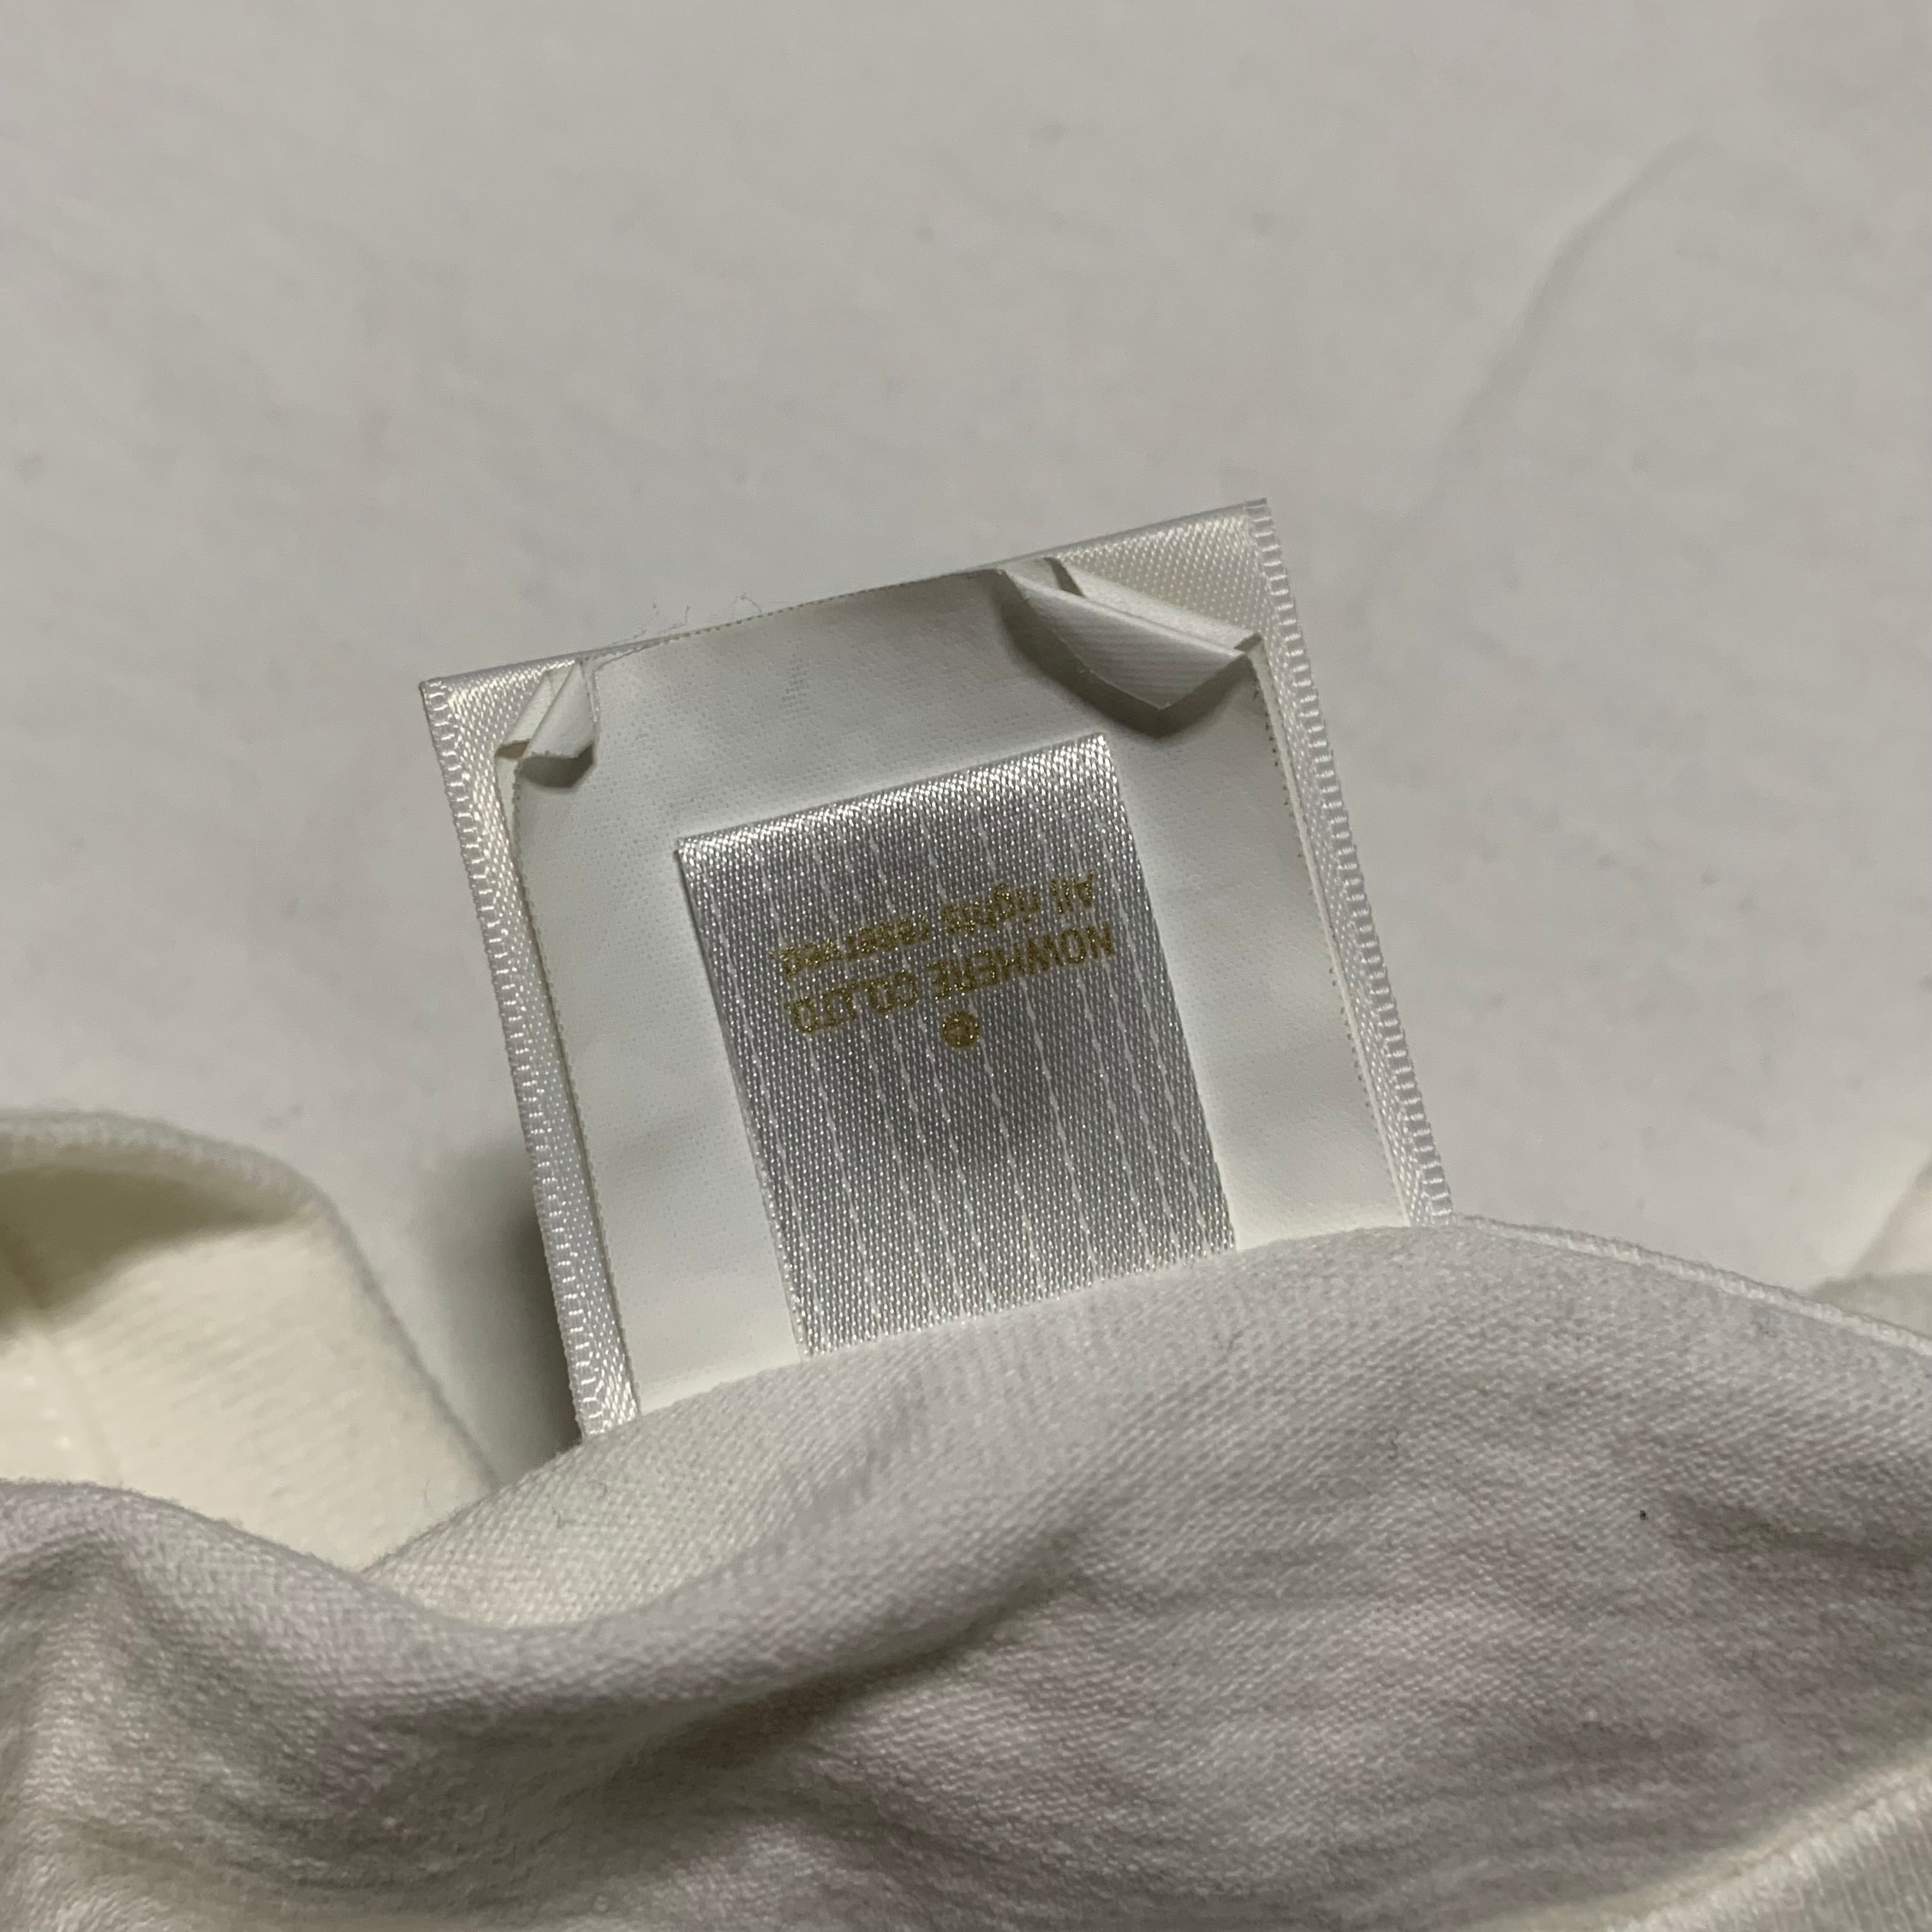 NOWHERE CO.LTD.
All rights reserved.